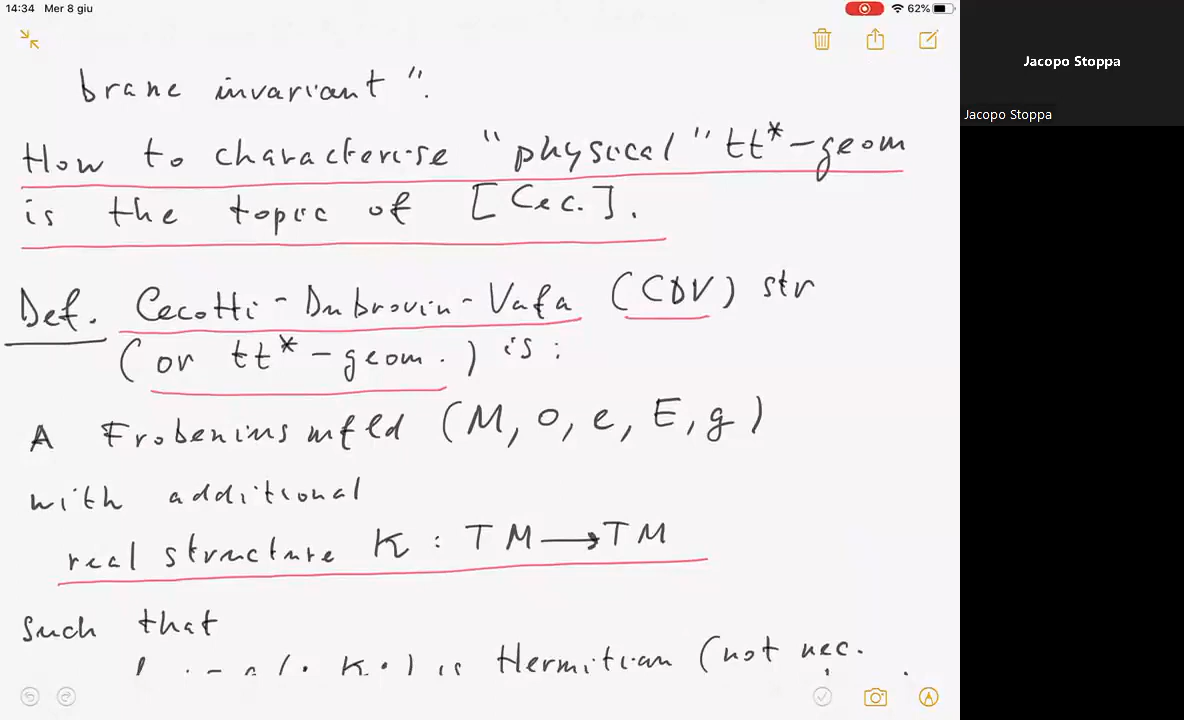 14:34 Mer 8 giu
62%
brane invariant".
How to characterise "physical" tt*-geom
is the topic of [Cec.].
Def. Cecotti-Dubrovin-Vafa (CDV) str
(or tt*-geom.) is:
A Frobenius mfld (M, o, e, E, g)
with additional
real structure K : TM → TM
Such that
is Hermitian (not nec.
Jacopo Stoppa
Jacopo Stoppa